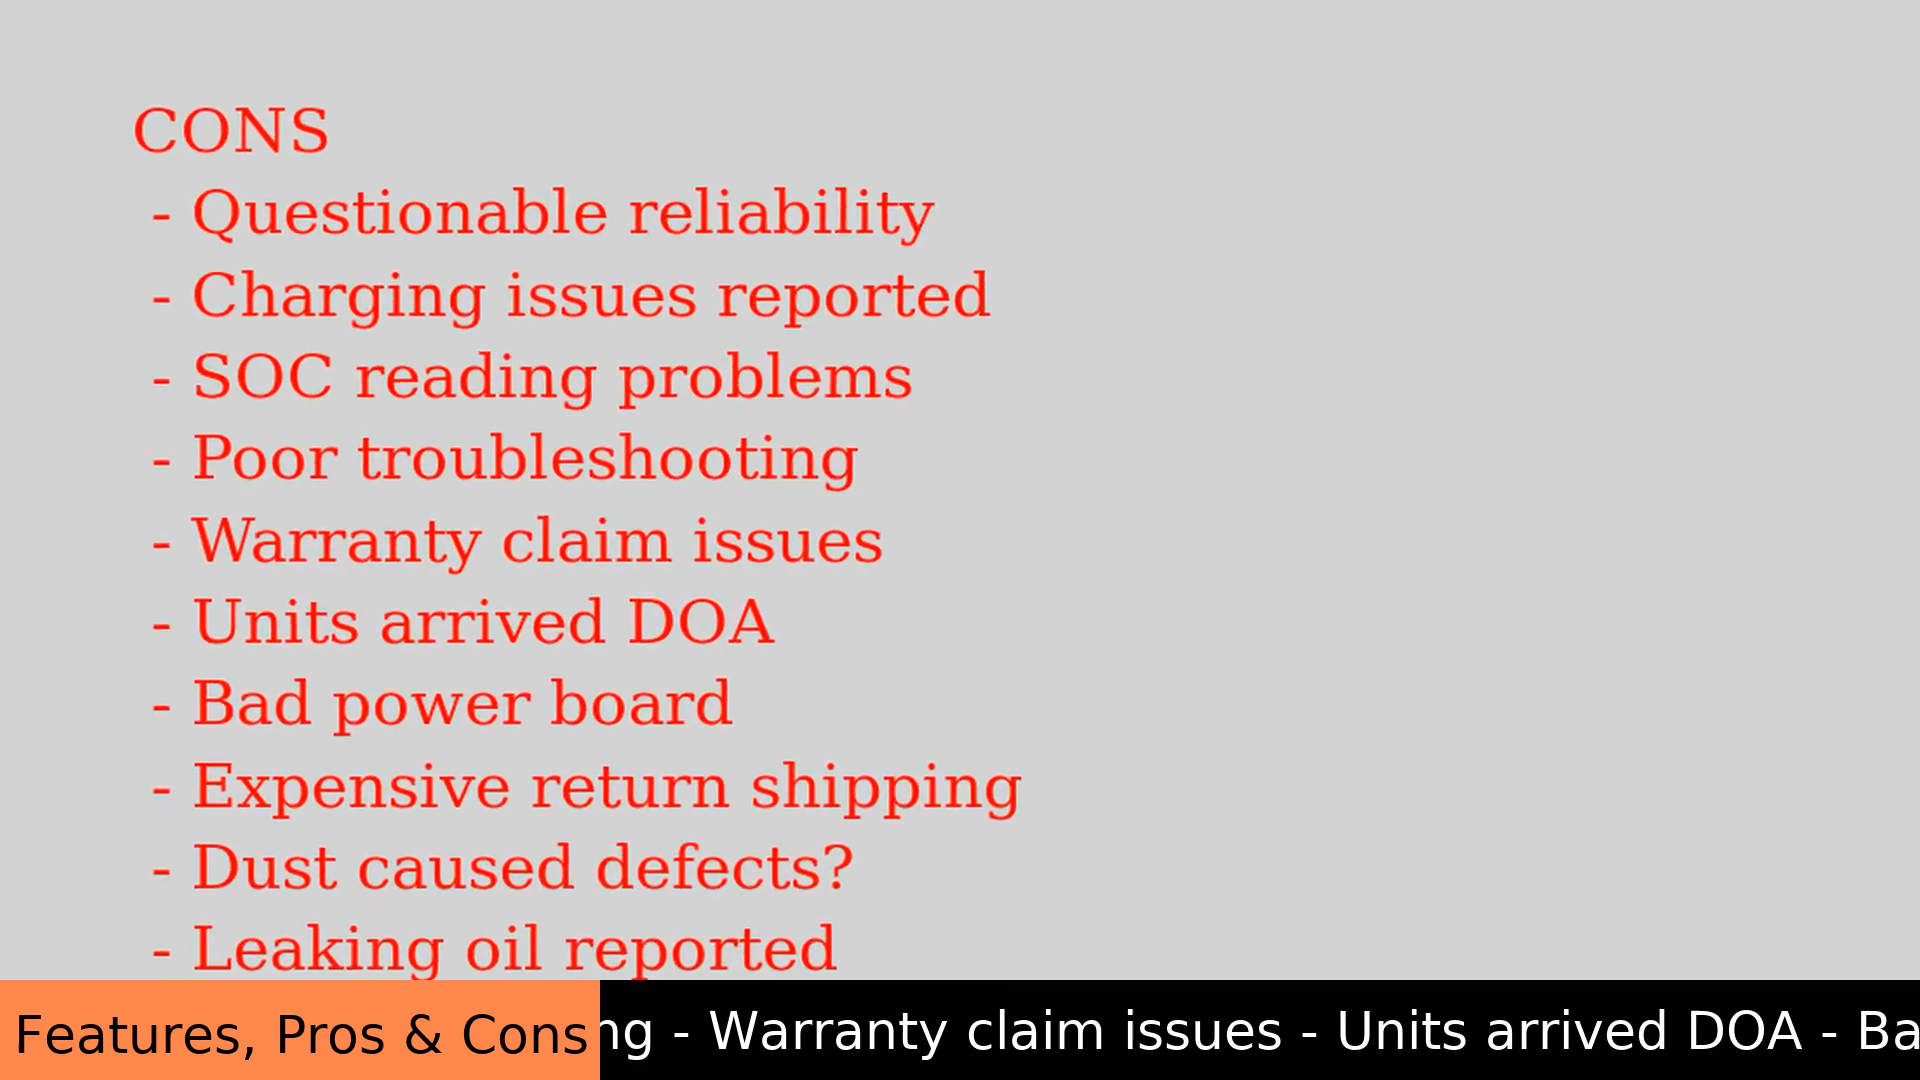 CONS
- Questionable reliability
- Charging issues reported
- SOC reading problems
- Poor troubleshooting
- Warranty claim issues
- Units arrived DOA
- Bad power board
- Expensive return shipping
- Dust caused defects?
- Leaking oil reported
Features, Pros & Cons
ng - Warranty claim issues - Units arrived DOA - Ba